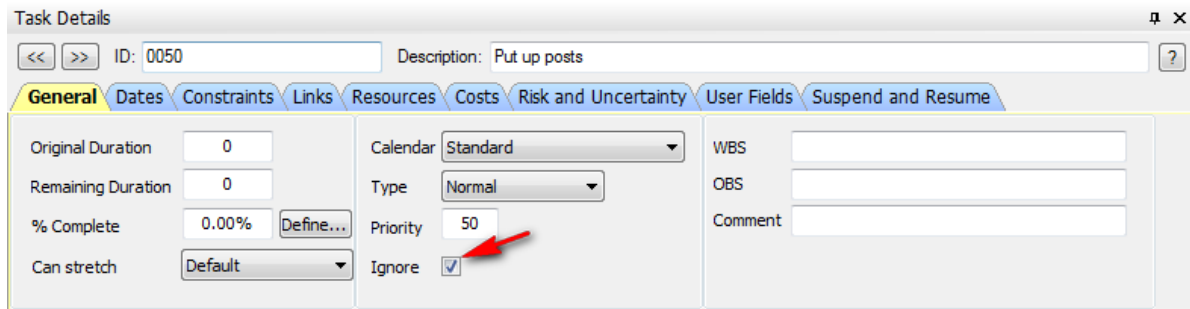 Task Details
<< >> ID: 0050 Description: Put up posts ?
General Dates Constraints Links Resources Costs Risk and Uncertainty User Fields Suspend and Resume
Original Duration 0 Calendar Standard WBS
Remaining Duration 0 Type Normal OBS
% Complete 0.00% Define... Priority 50 Comment
Can stretch Default Ignore